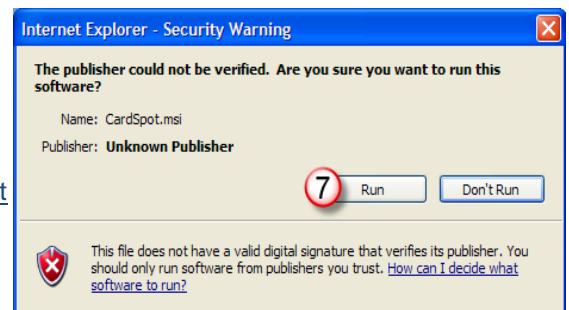 Internet Explorer - Security Warning
The publisher could not be verified. Are you sure you want to run this
software?
Name: CardSpot.msi
Publisher: Unknown Publisher
t
7 Run Don't Run
This file does not have a valid digital signature that verifies its publisher. You
should only run software from publishers you trust. How can I decide what
software to run?